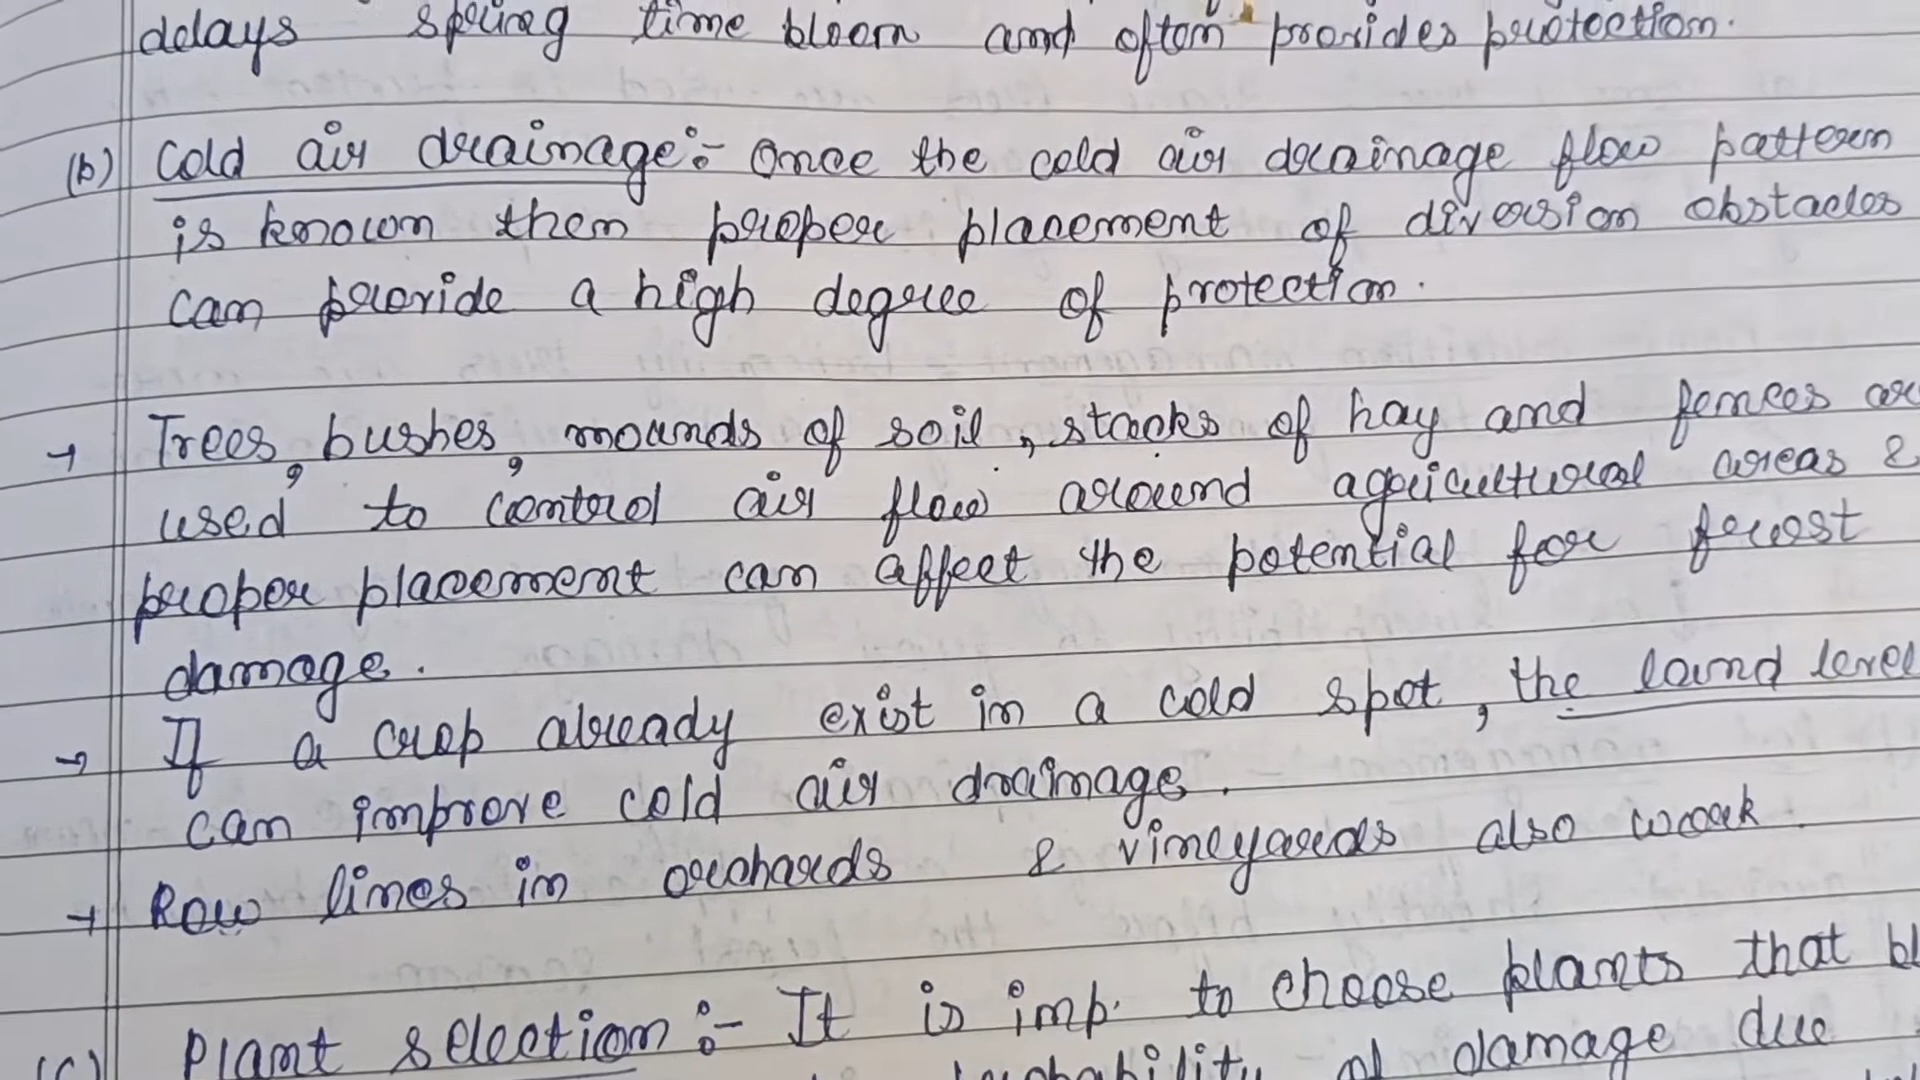 delays spring time bloom and often provides protection.
(b) Cold air drainage :- Once the cold air drainage flow pattern
is known then proper placement of diversion obstacles
can provide a high degree of protection.
→ Trees, bushes, mounds of soil, stacks of hay and fences are
used to control air flow around agricultural areas &
proper placement can affect the potential for frost
damage.
→ If a crop already exist in a cold spot, the land level
can improve cold air drainage.
→ Row lines in orchards & vineyards also work
(c) Plant selection :- It is imp. to choose plants that bl
probability of damage due